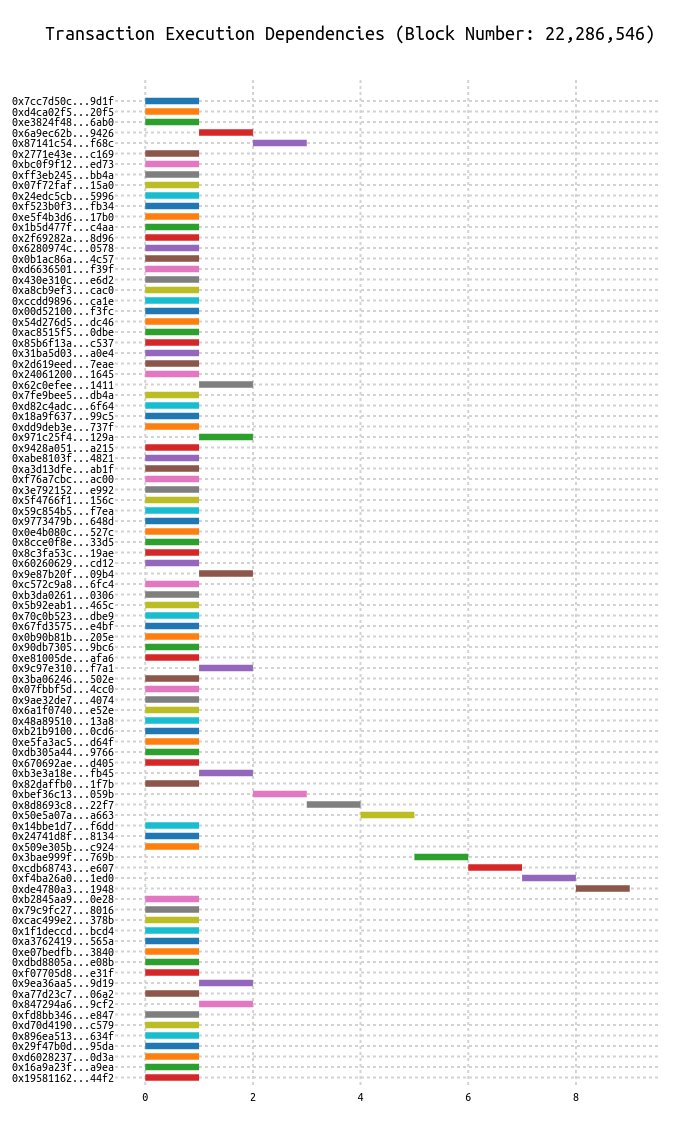 Transaction Execution Dependencies (Block Number: 22,286,546)
0x7cc7d50c...9d1f
0xd4ca02f5...20f5
0xe3824f48...6ab0
0x6a9ec62b...9426
0x87141c54...f68c
0x2771e43e...c169
0xbc0f9f12...ed73
0xff3eb245...bb4a
0x07f72faf...15a0
0x24edc5cb...5996
0xf523b0f3...fb34
0xe5f4b3d6...17b0
0x1b5d477f...c4aa
0x2f69282a...8d96
0x6280974c...0578
0x0b1ac86a...4c57
0xd6636501...f39f
0x430e310c...e6d2
0xa8cb9ef3...cac0
0xccdd9896...ca1e
0x00d52100...f3fc
0x54d276d5...dc46
0xac8515f5...0dbe
0x85b6f13a...c537
0x31ba5d03...a0e4
0x2d619eed...7eae
0x24061200...1645
0x62c0efee...1411
0x7fe9bee5...db4a
0xd82c4adc...6f64
0x18a9f637...99c5
0xdd9deb3e...737f
0x971c25f4...129a
0x9428a051...a215
0xabe8103f...4821
0xa3d13dfe...ab1f
0xf76a7cbc...ac00
0x3e792152...e992
0x5f4766f1...156c
0x59c854b5...f7ea
0x9773479b...648d
0x0e4b080c...527c
0x8cce0f8e...33d5
0x8c3fa53c...19ae
0x60260629...cd12
0x9e87b20f...09b4
0xc572c9a8...6fc4
0xb3da0261...0306
0x5b92eab1...465c
0x70c0b523...dbe9
0x67fd3575...e4bf
0x0b90b81b...205e
0x90db7305...9bc6
0xe81005de...afa6
0x9c97e310...f7a1
0x3ba06246...502e
0x07fbbf5d...4cc0
0x9ae32de7...4074
0x6a1f0740...e52e
0x48a89510...13a8
0xb21b9100...0cd6
0xe5fa3ac5...d64f
0xdb305a44...9766
0x670692ae...d405
0xb3e3a18e...fb45
0x82daffb0...1f7b
0xbef36c13...059b
0x8d8693c8...22f7
0x50e5a07a...a663
0x14bbe1d7...f6dd
0x24741d8f...8134
0x509e305b...c924
0x3bae999f...769b
0xcdb68743...e607
0xf4ba26a0...1ed0
0xde4780a3...1948
0xb2845aa9...0e28
0x79c9fc27...8016
0xcac499e2...378b
0x1f1deccd...bcd4
0xa3762419...565a
0xe07bedfb...3840
0xdbd8805a...e08b
0xf07705d8...e31f
0x9ea36aa5...9d19
0xa77d23c7...06a2
0x847294a6...9cf2
0xfd8bb346...e847
0xd70d4190...c579
0x896ea513...634f
0x29f47b0d...95da
0xd6028237...0d3a
0x16a9a23f...a9ea
0x19581162...44f2
0 2 4 6 8